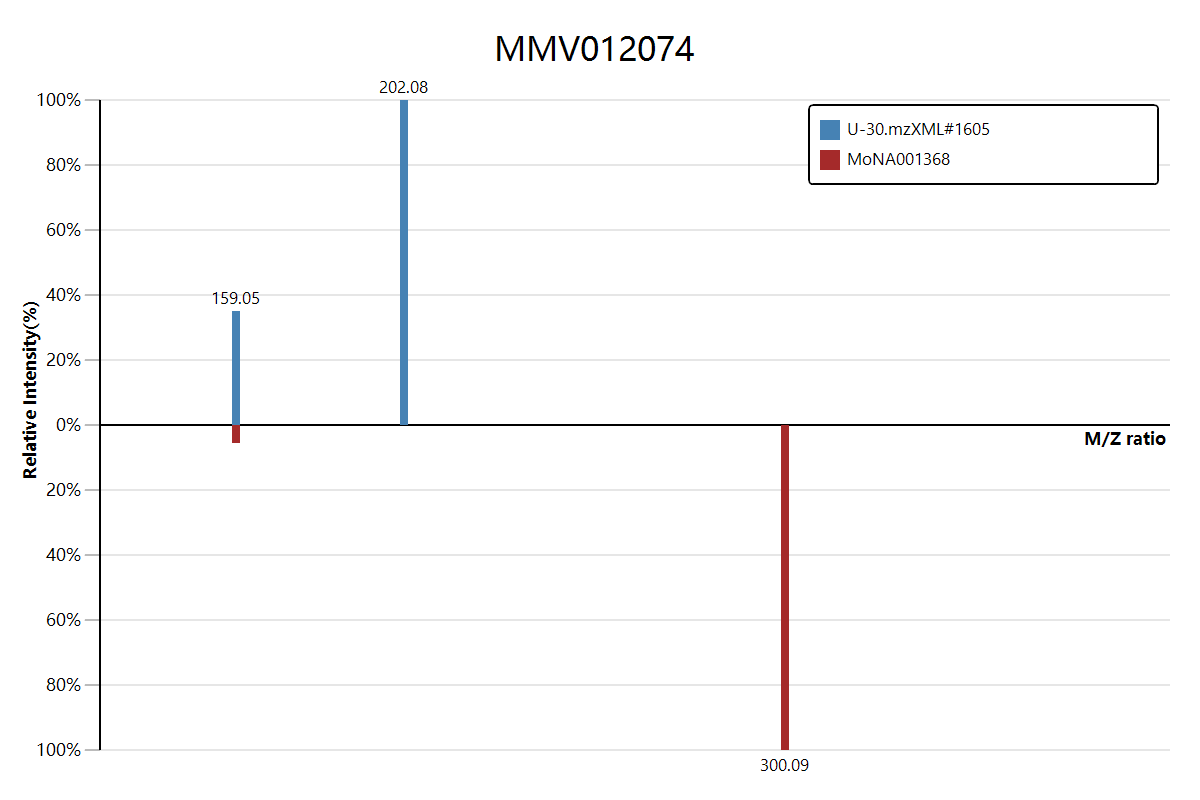 MMV012074
202.08
100%
U-30.mzXML#1605
MoNA001368
80%
60%
159.05
40%
20%
0%
Relative Intensity(%)
M/Z ratio
20%
40%
60%
80%
100%
300.09